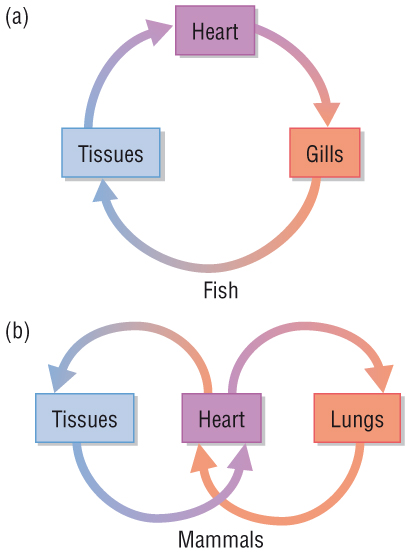 (a)
Heart
Tissues
Gills
Fish
(b)
Tissues
Heart
Lungs
Mammals